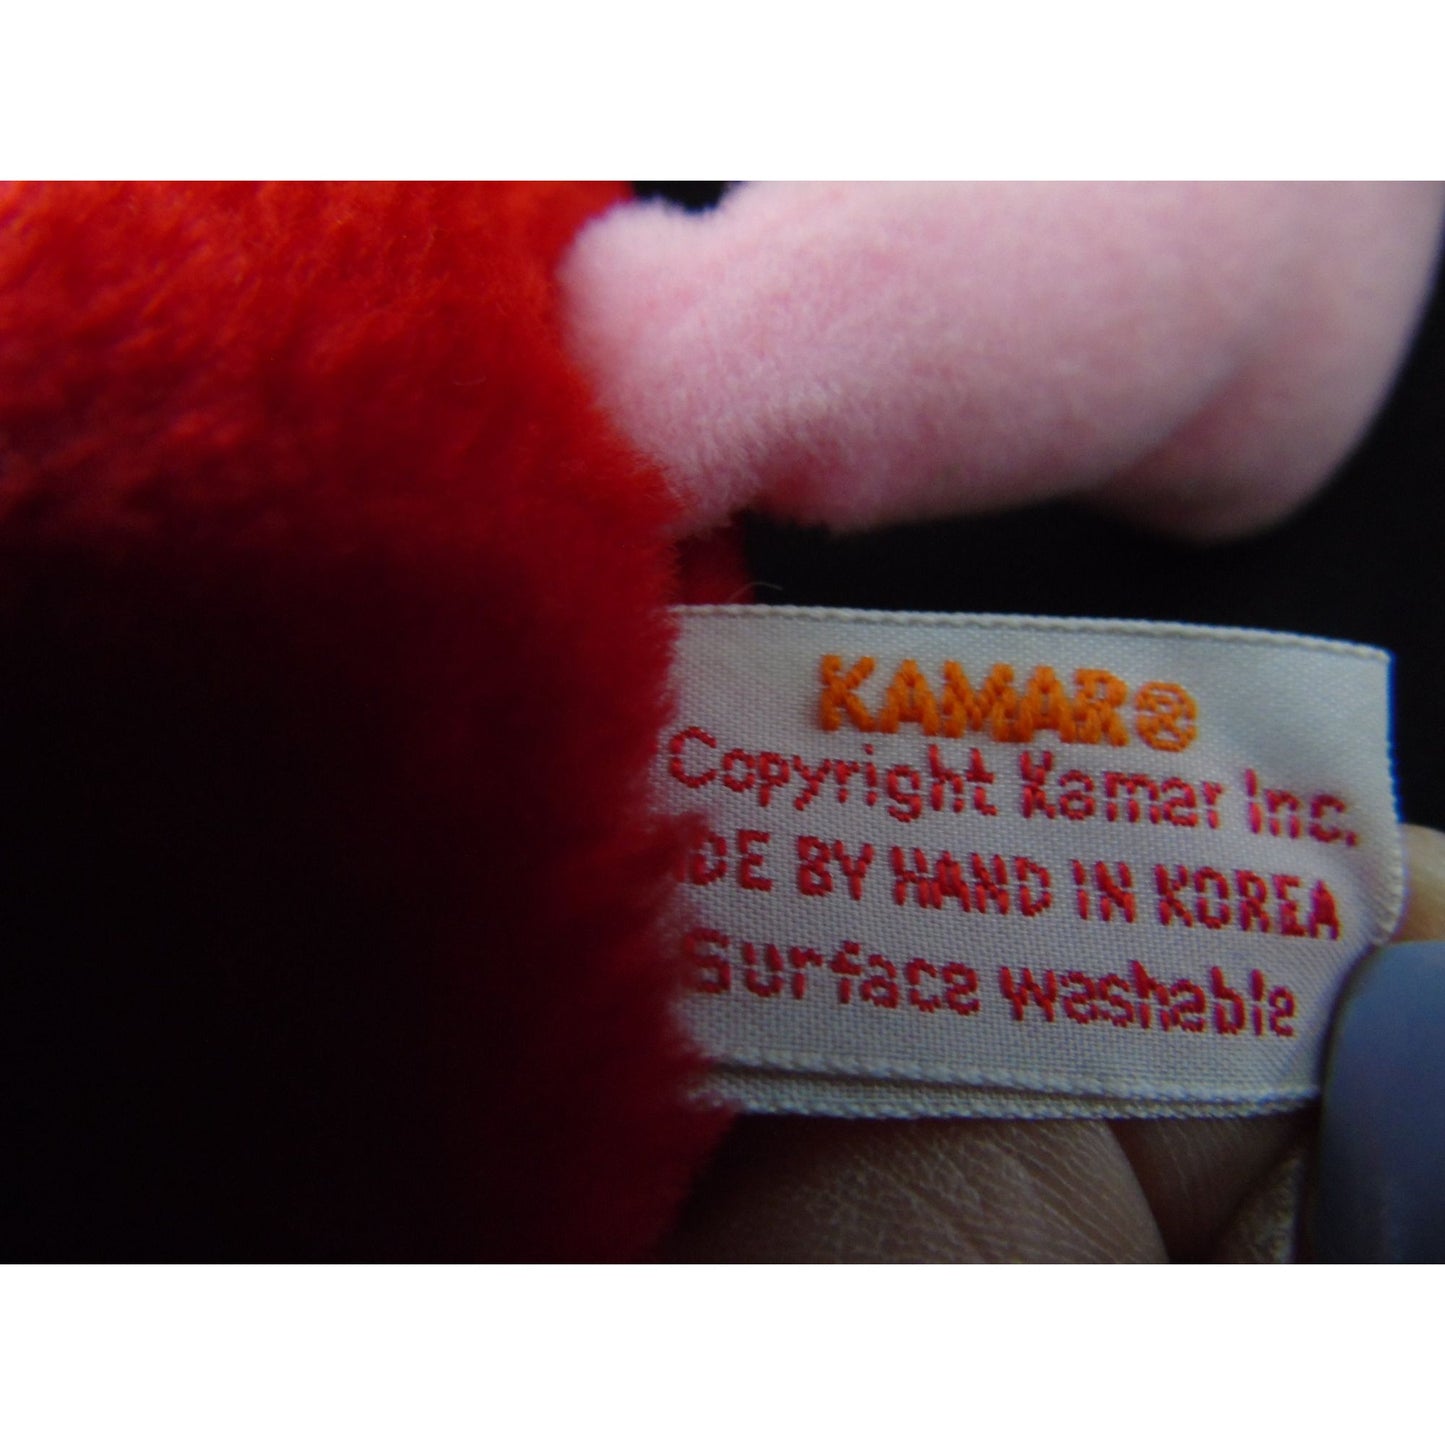 KAMAR®
Copyright Kamar Inc.
DE BY HAND IN KOREA
Surface washable